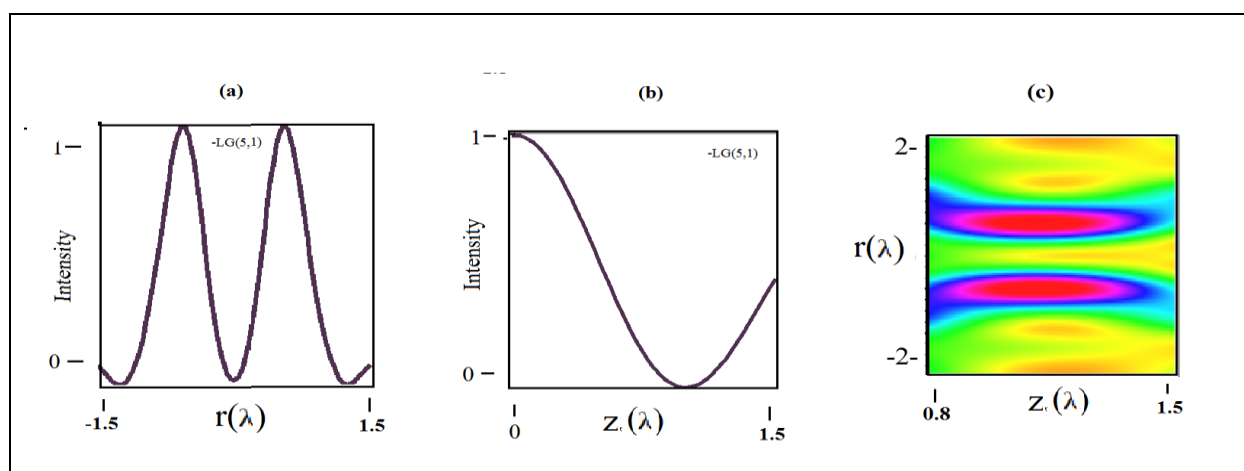 (a)
(b)
(c)
1
-LG(5,1)
Intensity
0
-1.5
r(λ)
1.5
1
-LG(5,1)
Intensity
0
0
z(λ)
1.5
2-
r(λ)
-2-
0.8
z(λ)
1.5